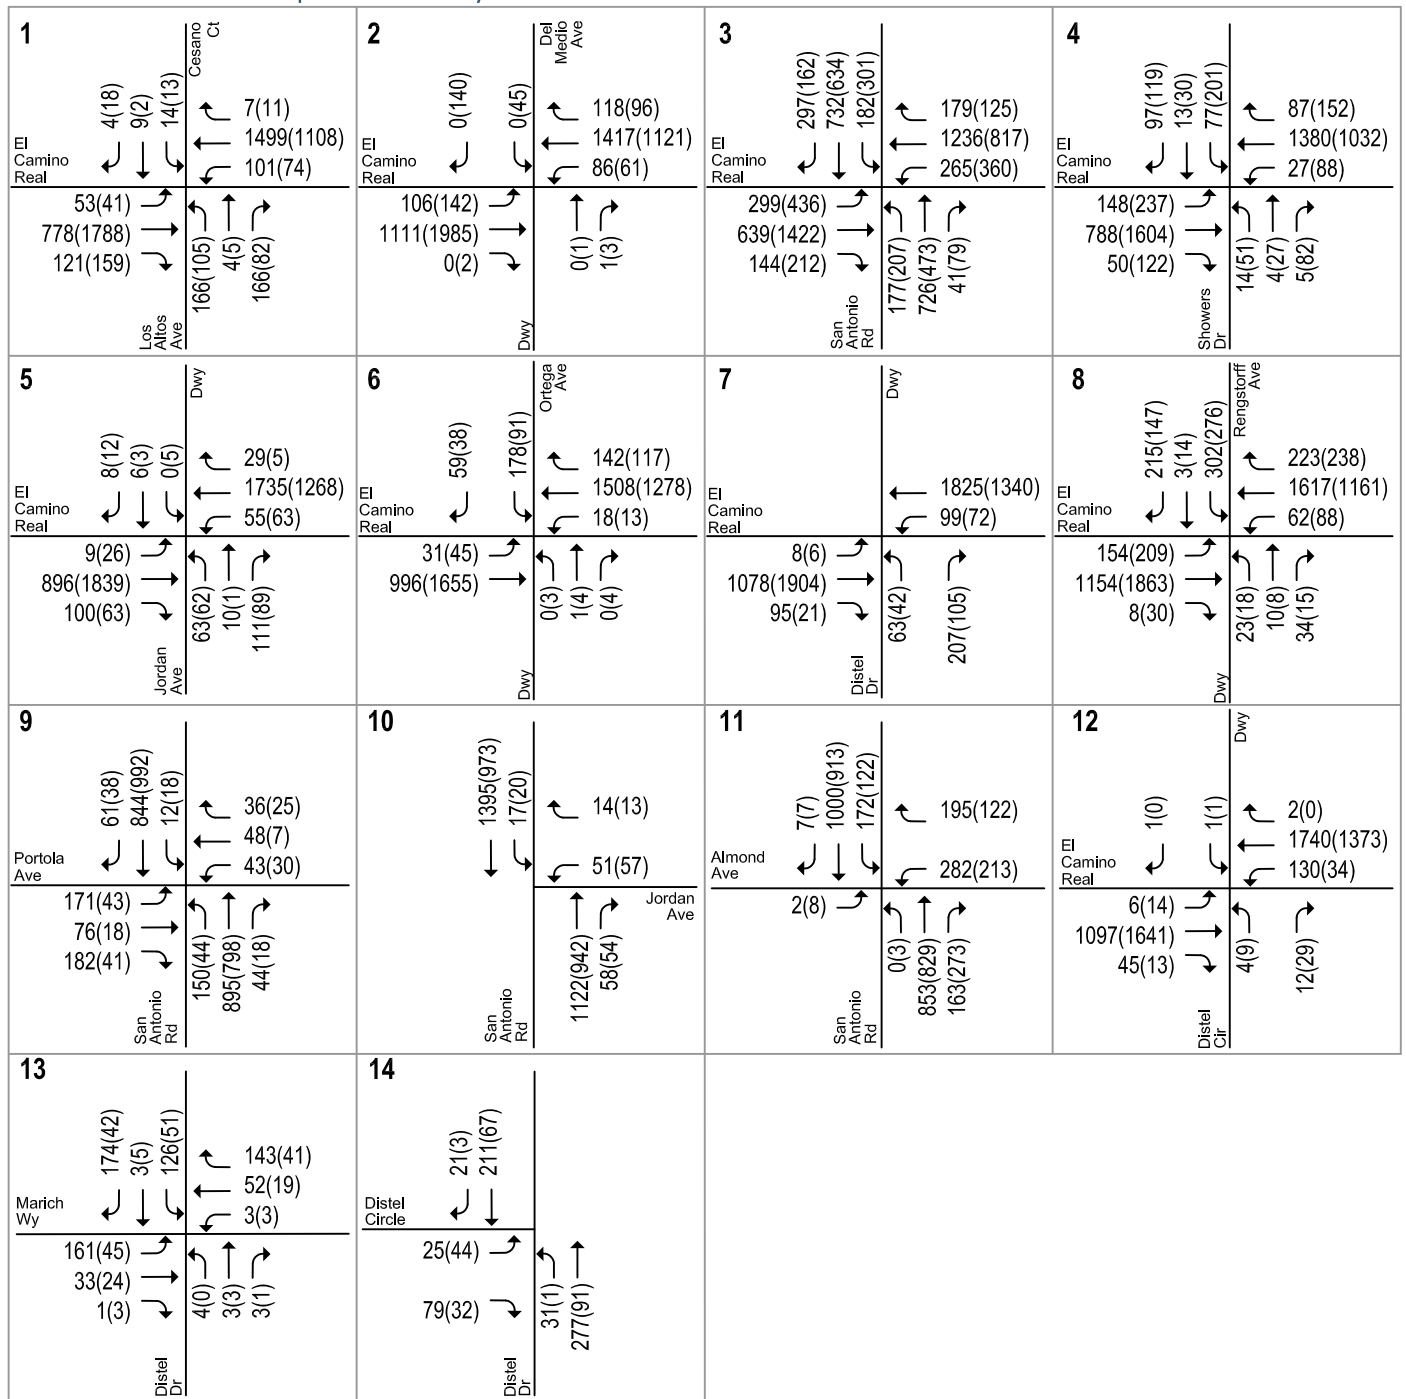 1
Cesano
Ct
4(18)
9(2)
14(13)
7(11)
1499(1108)
101(74)
El
Camino
Real
53(41)
778(1788)
121(159)
166(105)
4(5)
166(82)
Los
Altos
Ave
2
Del
Medio
Ave
0(140)
0(45)
118(96)
1417(1121)
86(61)
El
Camino
Real
106(142)
1111(1985)
0(2)
0(1)
1(3)
Dwy
3
297(162)
732(634)
182(301)
179(125)
1236(817)
265(360)
El
Camino
Real
299(436)
639(1422)
144(212)
177(207)
726(473)
41(79)
San
Antonio
Rd
4
97(119)
13(30)
77(201)
87(152)
1380(1032)
27(88)
El
Camino
Real
148(237)
788(1604)
50(122)
14(51)
4(27)
5(82)
Showers
Dr
5
Dwy
8(12)
6(3)
0(5)
29(5)
1735(1268)
55(63)
El
Camino
Real
9(26)
896(1839)
100(63)
63(62)
10(1)
111(89)
Jordan
Ave
6
Ortega
Ave
59(38)
178(91)
142(117)
1508(1278)
18(13)
El
Camino
Real
31(45)
996(1655)
0(3)
1(4)
0(4)
Dwy
7
Dwy
1825(1340)
99(72)
El
Camino
Real
8(6)
1078(1904)
95(21)
63(42)
207(105)
Distel
Dr
8
Rengstorff
Ave
215(147)
3(14)
302(276)
223(238)
1617(1161)
62(88)
El
Camino
Real
154(209)
1154(1863)
8(30)
23(18)
10(8)
34(15)
Dwy
9
61(38)
844(992)
12(18)
36(25)
48(7)
43(30)
Portola
Ave
171(43)
76(18)
182(41)
150(44)
895(798)
44(18)
San
Antonio
Rd
10
1395(973)
17(20)
14(13)
51(57)
Jordan
Ave
1122(942)
58(54)
San
Antonio
Rd
11
7(7)
1000(913)
172(122)
195(122)
282(213)
Almond
Ave
2(8)
0(3)
853(829)
163(273)
San
Antonio
Rd
12
Dwy
1(0)
1(1)
2(0)
1740(1373)
130(34)
El
Camino
Real
6(14)
1097(1641)
45(13)
4(9)
12(29)
Distel
Cir
13
174(42)
3(5)
126(51)
143(41)
52(19)
3(3)
Marich
Wy
161(45)
33(24)
1(3)
4(0)
3(3)
3(1)
Distel
Dr
14
21(3)
211(67)
Distel
Circle
25(44)
79(32)
31(1)
277(91)
Distel
Dr